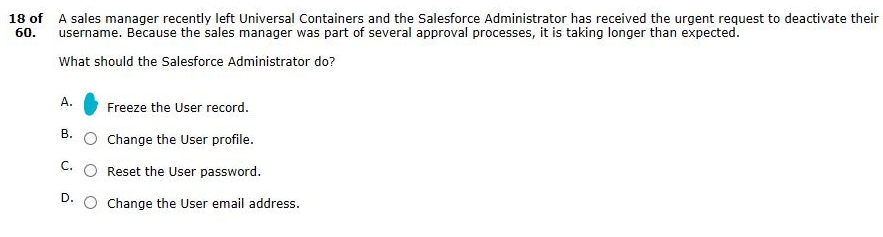 18 of A sales manager recently left Universal Containers and the Salesforce Administrator has received the urgent request to deactivate their
60. username. Because the sales manager was part of several approval processes, it is taking longer than expected.
What should the Salesforce Administrator do?
A. Freeze the User record.
B. Change the User profile.
C. Reset the User password.
D. Change the User email address.